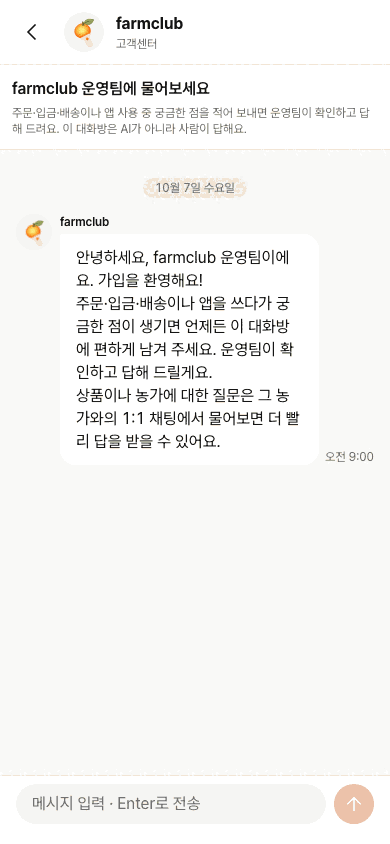 farmclub
고객센터
farmclub 운영팀에 물어보세요
주문·입금·배송이나 앱 사용 중 궁금한 점을 적어 보내면 운영팀이 확인하고 답
해 드려요. 이 대화방은 AI가 아니라 사람이 답해요.
10월 7일 수요일
farmclub
안녕하세요, farmclub 운영팀이에
요. 가입을 환영해요!
주문·입금·배송이나 앱을 쓰다가 궁
금한 점이 생기면 언제든 이 대화방
에 편하게 남겨 주세요. 운영팀이 확
인하고 답해 드릴게요.
상품이나 농가에 대한 질문은 그 농
가와의 1:1 채팅에서 물어보면 더 빨
리 답을 받을 수 있어요.
오전 9:00
메시지 입력 · Enter로 전송